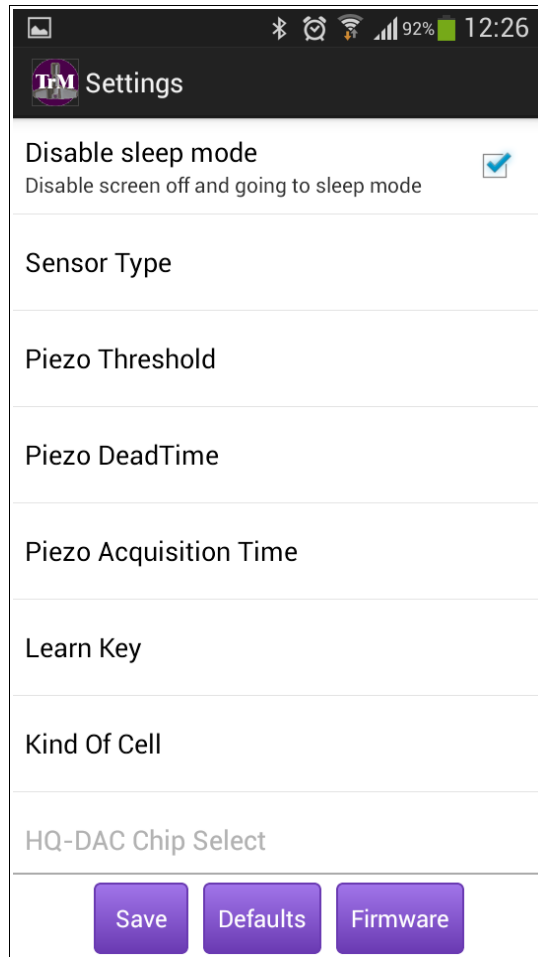 92% 12:26
TrM Settings
Disable sleep mode
Disable screen off and going to sleep mode
Sensor Type
Piezo Threshold
Piezo DeadTime
Piezo Acquisition Time
Learn Key
Kind Of Cell
HQ-DAC Chip Select
Save Defaults Firmware